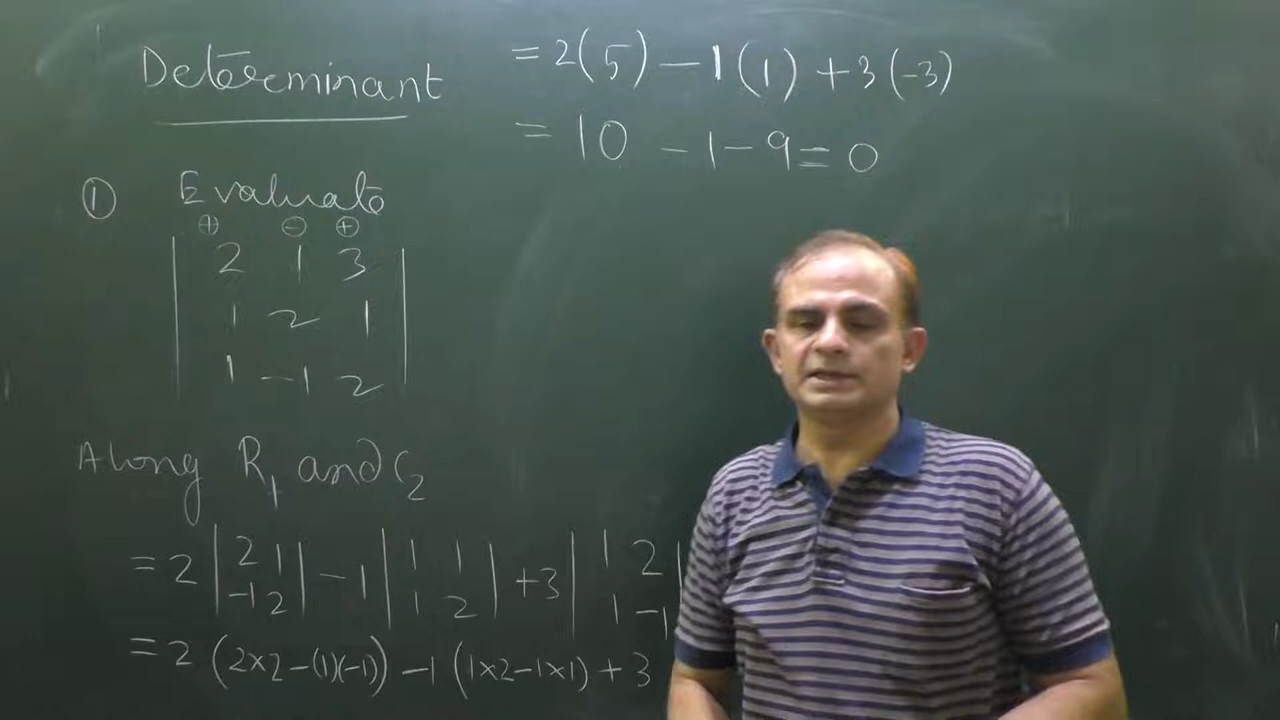 Determinant
① Evaluate
⊕ ⊖ ⊕
| 2 1 3 |
| 1 2 1 |
| 1 -1 2 |
Along R₁ and C₂
= 2 | 2 1 | - 1 | 1 1 | + 3 | 1 2 |
| -1 2 | | 1 2 | | 1 -1
= 2 (2×2 - (1)(-1)) - 1 (1×2 - 1×1) + 3
= 2(5) - 1(1) + 3(-3)
= 10 - 1 - 9 = 0